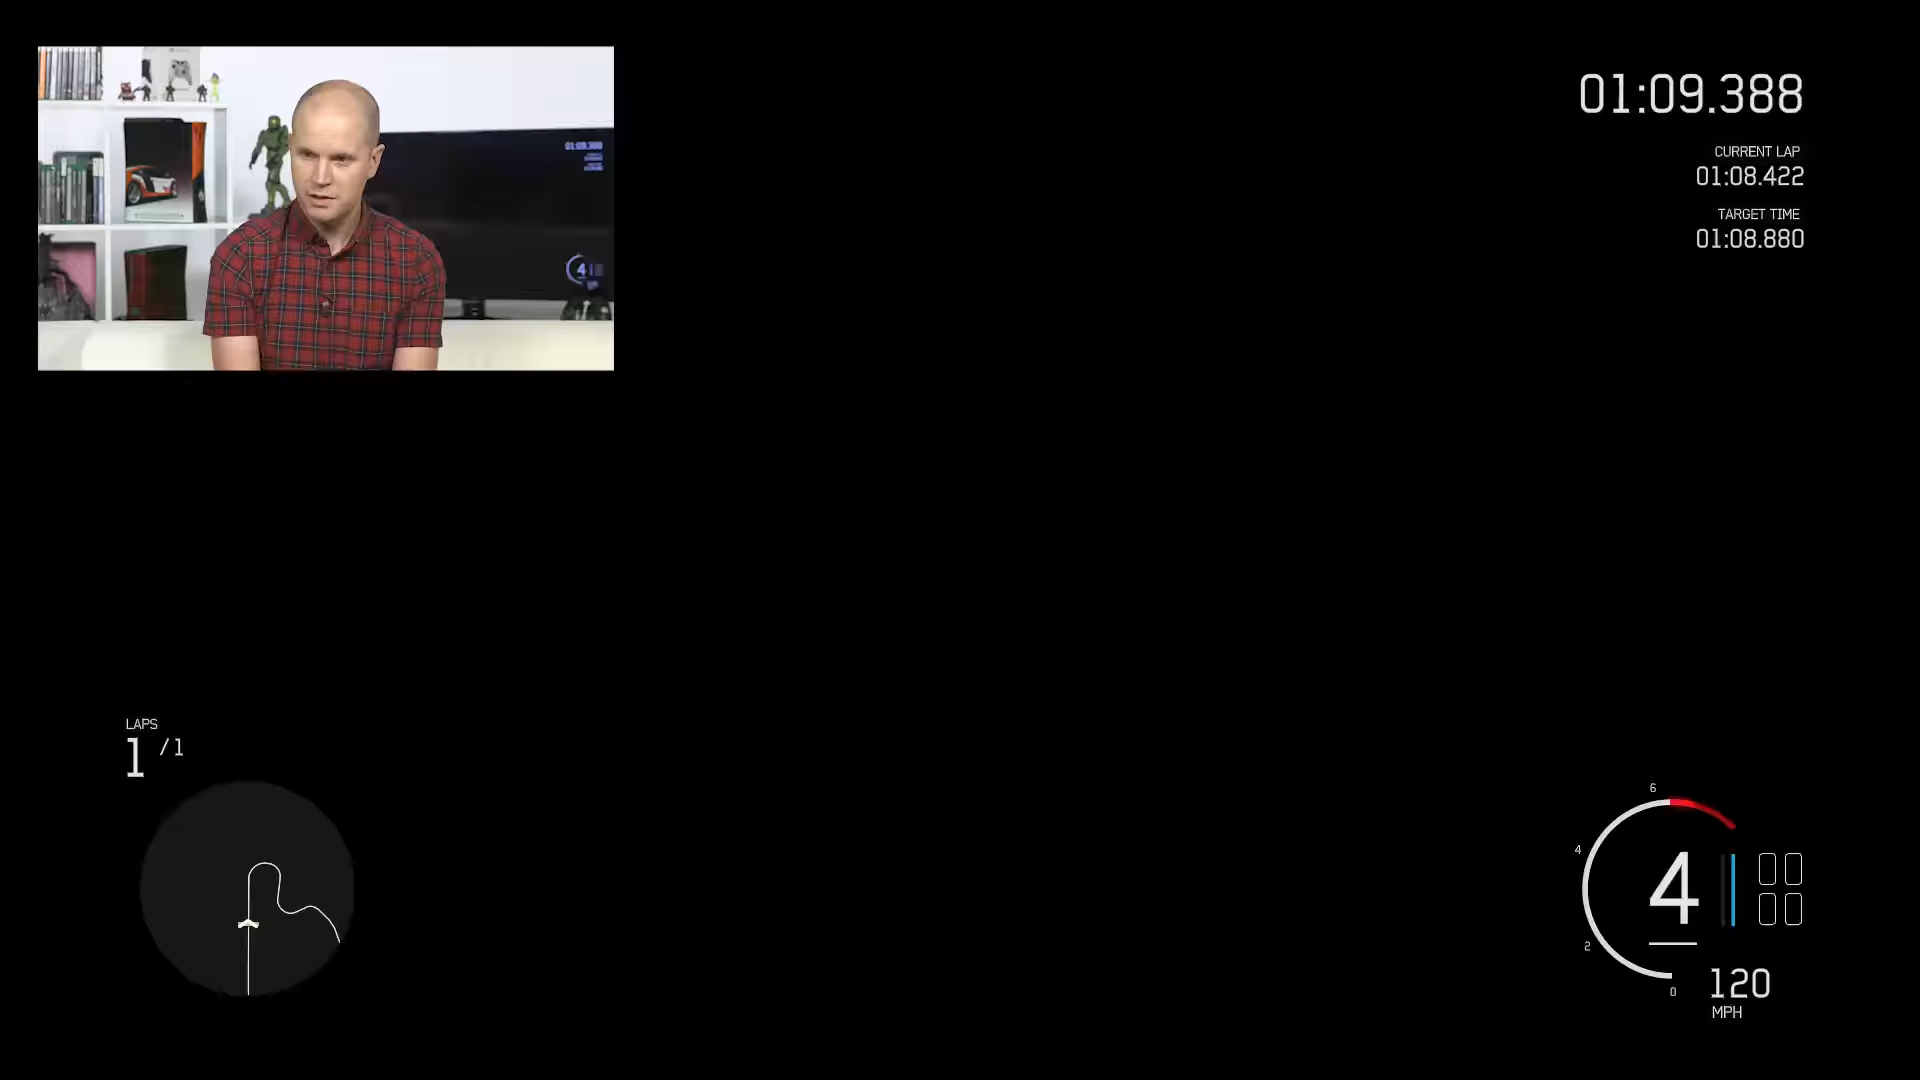 01:09.388
CURRENT LAP
01:08.422
TARGET TIME
01:08.880
LAPS
1 /1
6
4
2
0
4
120
MPH